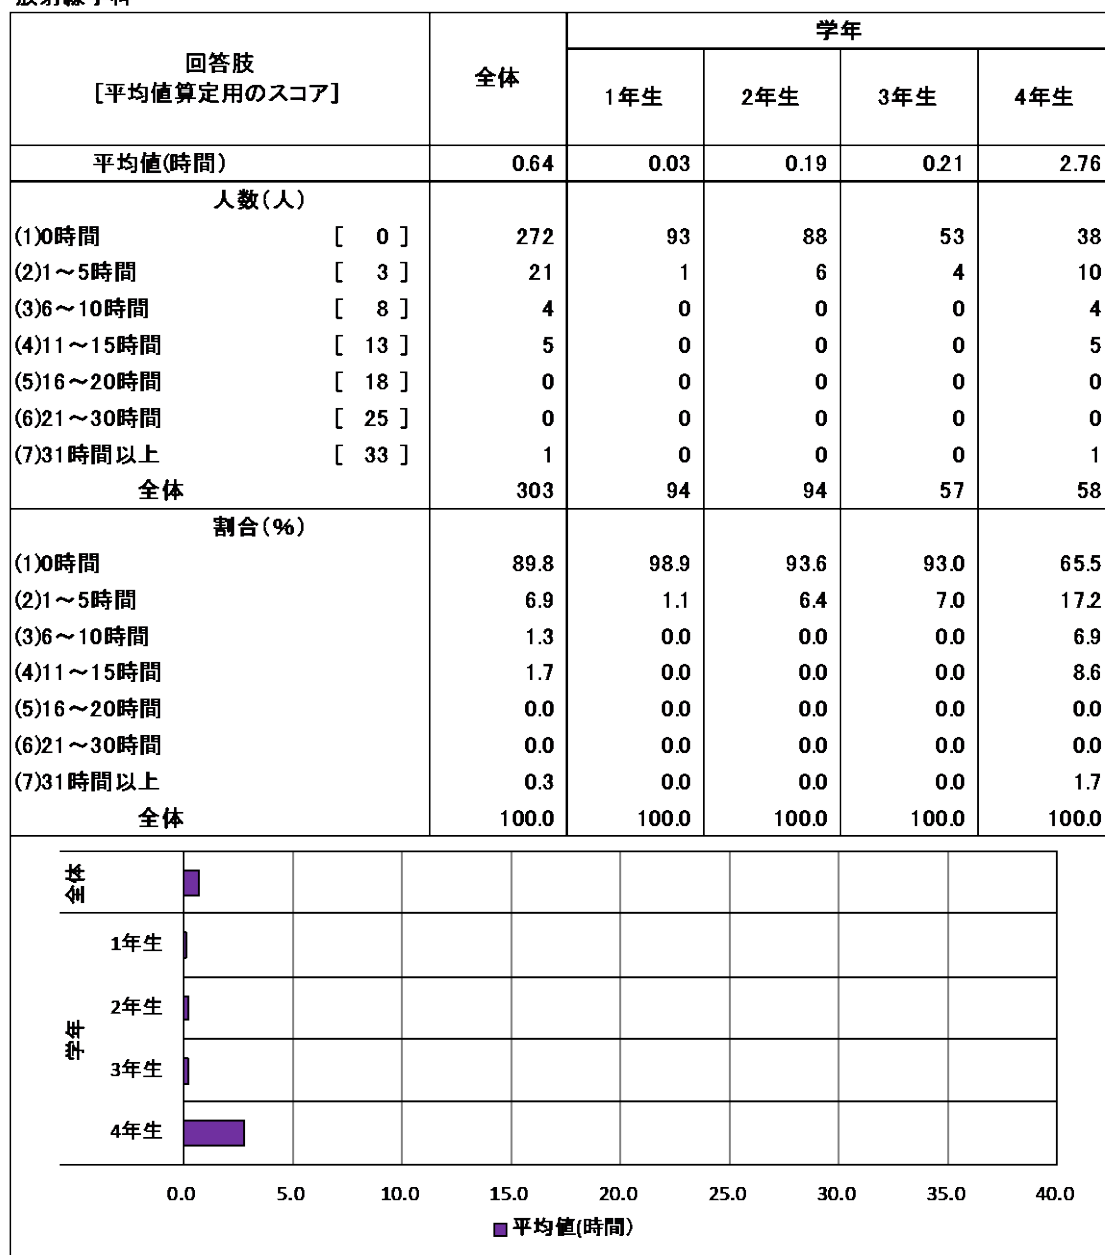 回答肢
[平均値算定用のスコア]
全体
学年
1年生 2年生 3年生 4年生
平均値(時間) 0.64 0.03 0.19 0.21 2.76
人数(人)
(1)0時間 [ 0 ] 272 93 88 53 38
(2)1～5時間 [ 3 ] 21 1 6 4 10
(3)6～10時間 [ 8 ] 4 0 0 0 4
(4)11～15時間 [ 13 ] 5 0 0 0 5
(5)16～20時間 [ 18 ] 0 0 0 0 0
(6)21～30時間 [ 25 ] 0 0 0 0 0
(7)31時間以上 [ 33 ] 1 0 0 0 1
全体 303 94 94 57 58
割合(%)
(1)0時間 89.8 98.9 93.6 93.0 65.5
(2)1～5時間 6.9 1.1 6.4 7.0 17.2
(3)6～10時間 1.3 0.0 0.0 0.0 6.9
(4)11～15時間 1.7 0.0 0.0 0.0 8.6
(5)16～20時間 0.0 0.0 0.0 0.0 0.0
(6)21～30時間 0.0 0.0 0.0 0.0 0.0
(7)31時間以上 0.3 0.0 0.0 0.0 1.7
全体 100.0 100.0 100.0 100.0 100.0
全体
学年
1年生
2年生
3年生
4年生
0.0 5.0 10.0 15.0 20.0 25.0 30.0 35.0 40.0
平均値(時間)